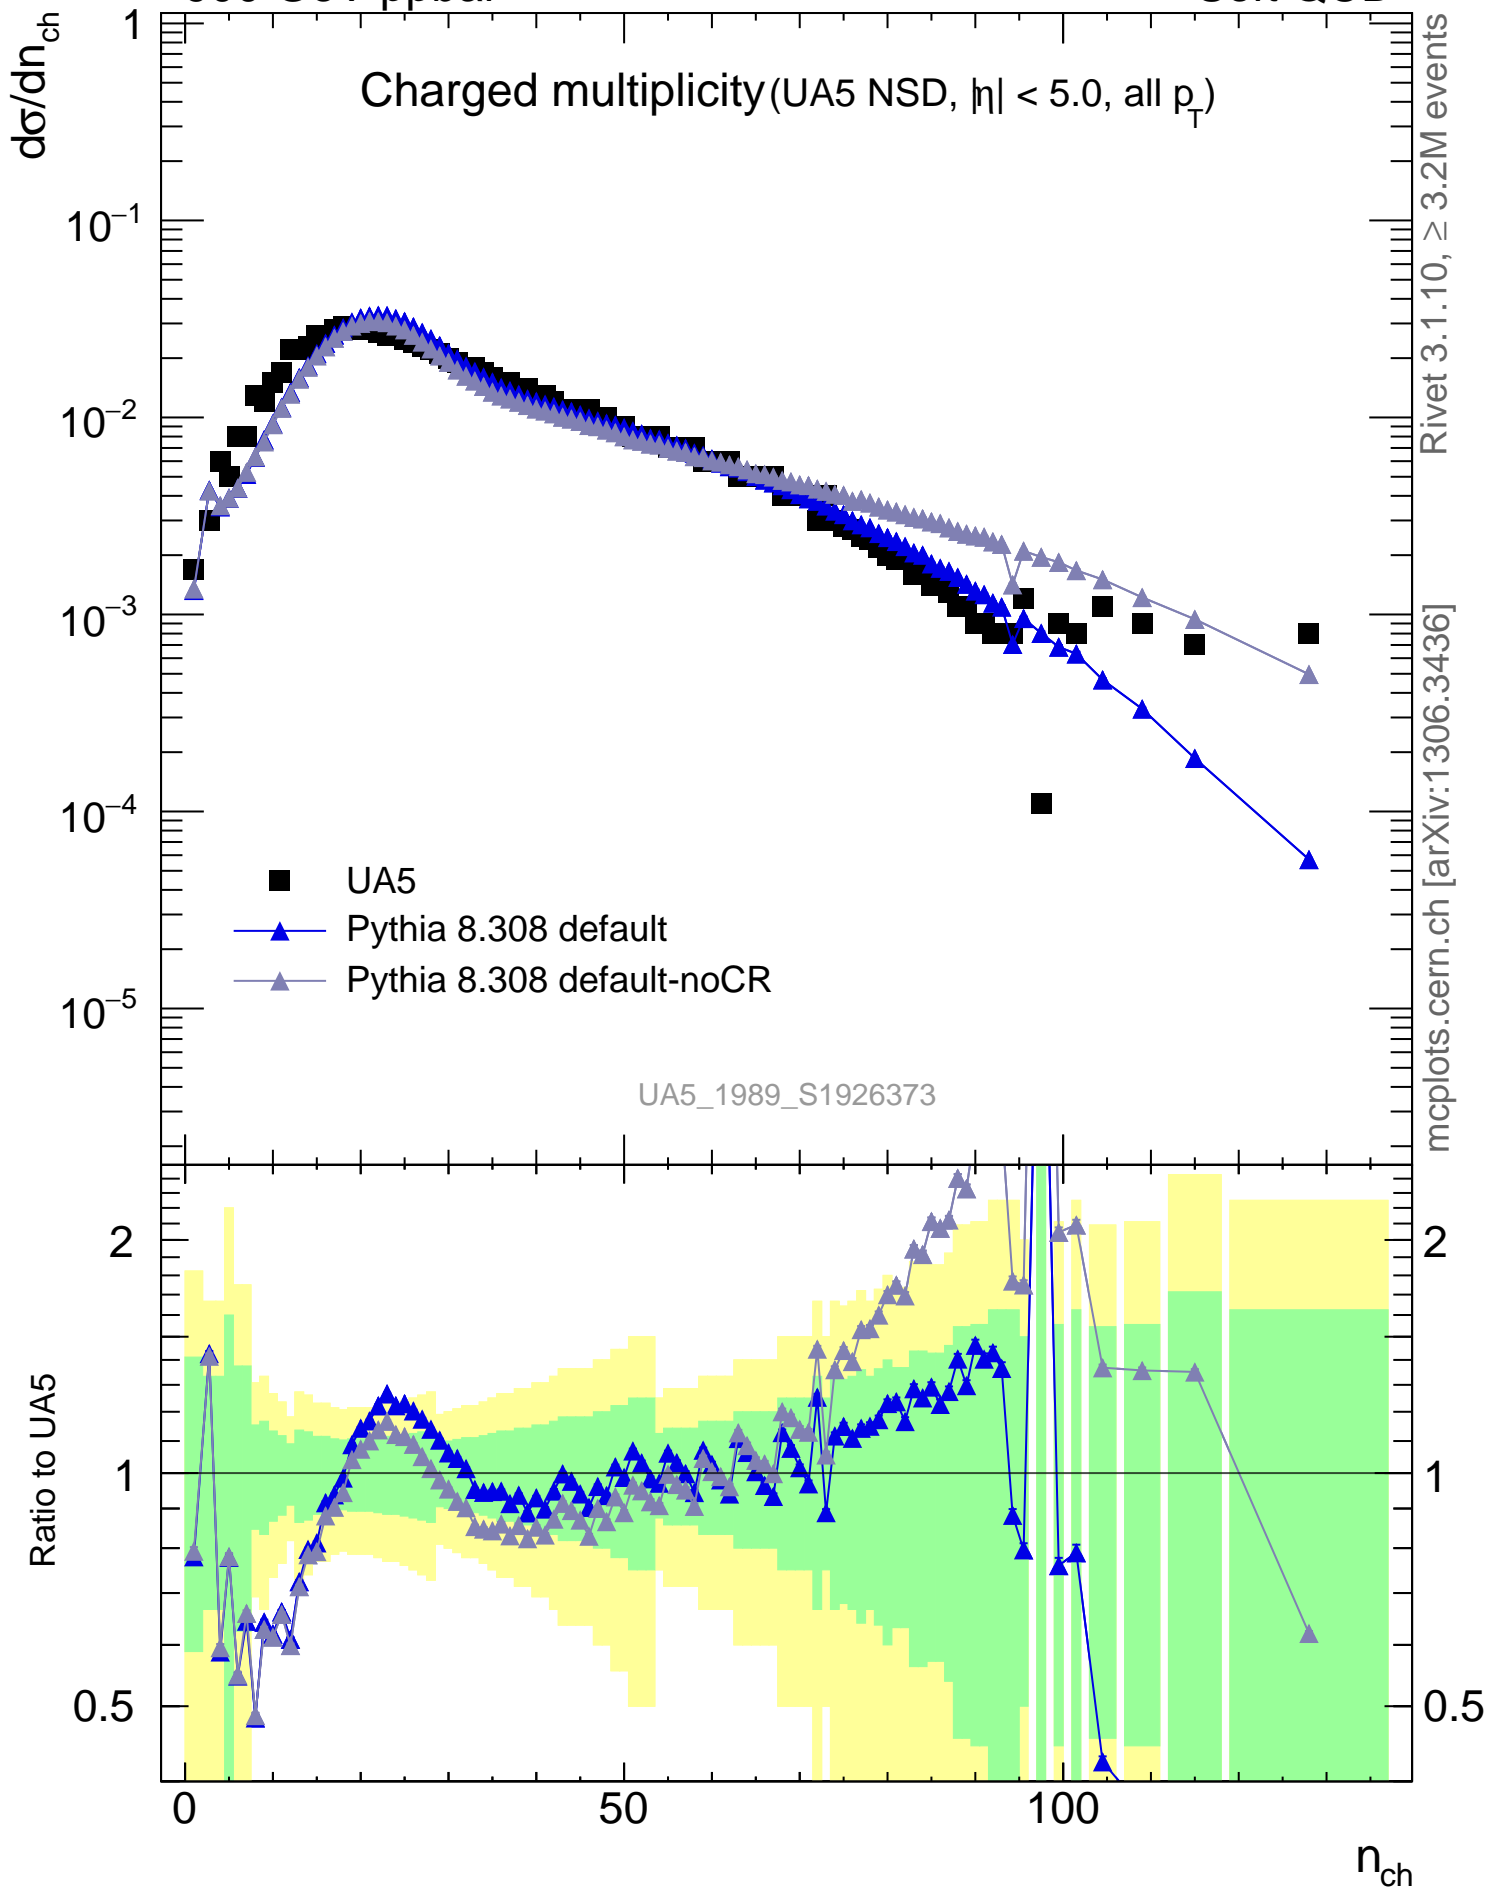 dσ/dn_ch
Charged multiplicity (UA5 NSD, |η| < 5.0, all p_T)
1
10⁻¹
10⁻²
10⁻³
10⁻⁴
10⁻⁵
UA5
Pythia 8.308 default
Pythia 8.308 default-noCR
UA5_1989_S1926373
Rivet 3.1.10, ≥ 3.2M events
mcplots.cern.ch [arXiv:1306.3436]
Ratio to UA5
2
1
0.5
2
1
0.5
0
50
100
n_ch